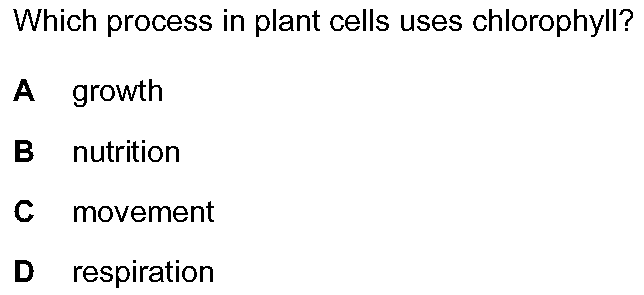 Which process in plant cells uses chlorophyll?
A growth
B nutrition
C movement
D respiration